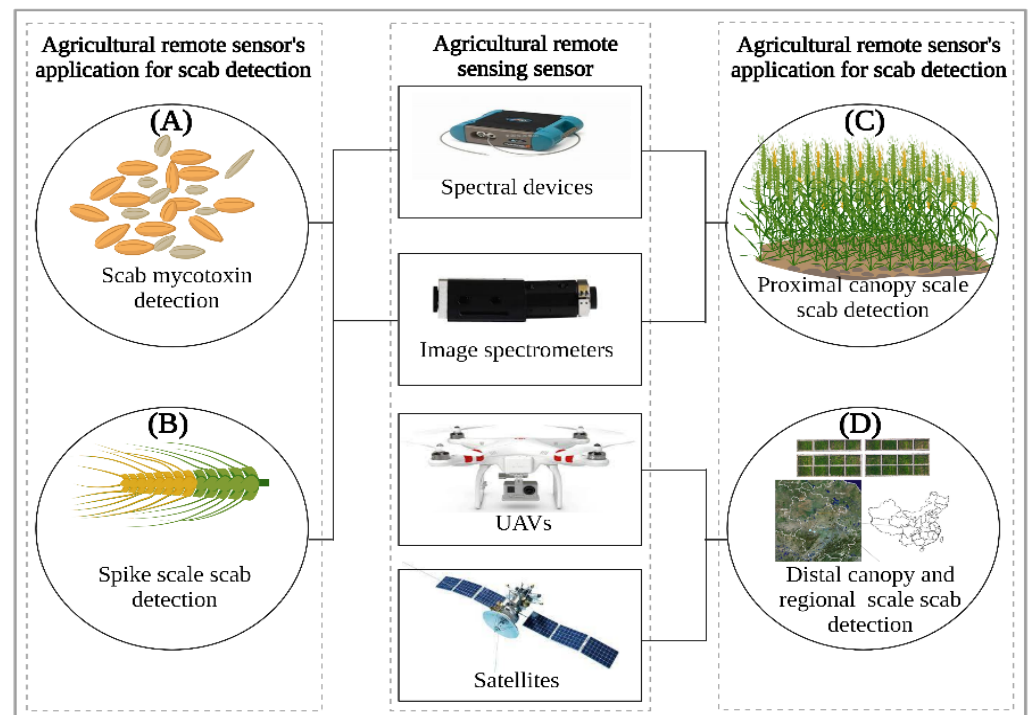 Agricultural remote sensor's
application for scab detection
(A)
Scab mycotoxin
detection
(B)
Spike scale scab
detection
Agricultural remote
sensing sensor
Spectral devices
Image spectrometers
UAVs
Satellites
Agricultural remote sensor's
application for scab detection
(C)
Proximal canopy scale
scab detection
(D)
Distal canopy and
regional scale scab
detection